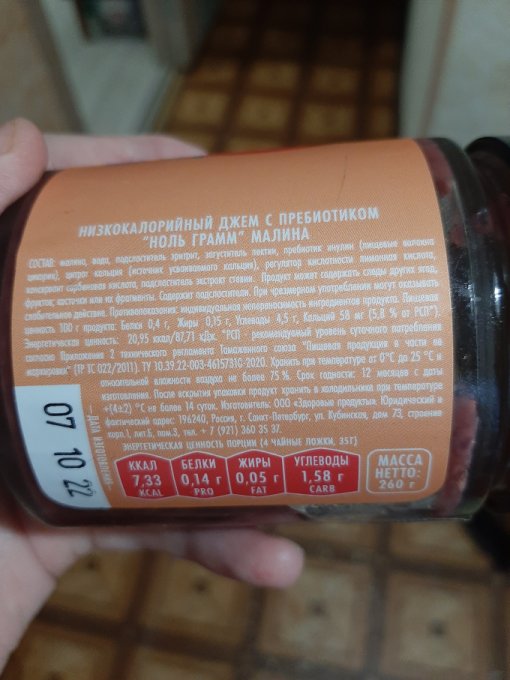 НИЗКОКАЛОРИЙНЫЙ ДЖЕМ С ПРЕБИОТИКОМ
"НОЛЬ ГРАММ" МАЛИНА
СОСТАВ: малина, вода, подсластитель эритрит, загуститель пектин, пребиотик инулин (пищевые волокна
цикория), цитрат кальция (источник усваиваемого кальция), регулятор кислотности лимонная кислота,
консервант сорбиновая кислота, подсластитель экстракт стевии. Продукт может содержать следы других ягод,
фруктов, косточки или их фрагменты. Содержит подсластители. При чрезмерном употреблении могут оказывать
слабительное действие. Противопоказания: индивидуальная непереносимость ингредиентов продукта. Пищевая
ценность 100 г продукта: Белки 0,4 г, Жиры 0,15 г, Углеводы 4,5 г, Кальций 58 мг (5,8 % от РСП*).
Энергетическая ценность: 20,95 ккал/87,71 кДж. *РСП - рекомендуемый уровень суточного потребления
согласно Приложения 2 технического регламента Таможенного союза "Пищевая продукция в части ее
маркировки" (ТР ТС 022/2011). ТУ 10.39.22-003-46157310-2020. Хранить при температуре от 0°С до 25 °С и
относительной влажности воздуха не более 75 %. Срок годности: 12 месяцев с даты
изготовления. После вскрытия упаковки продукт хранить в холодильнике при температуре
+(4±2) °С не более 14 суток. Изготовитель: ООО «Здоровые продукты». Юридический и
фактический адрес: 196240, Россия, г. Санкт-Петербург, ул. Кубинская, дом 73, строение
корп.1, лит.Б, пом.3, тел. + 7 (921) 360 35 37.
ЭНЕРГЕТИЧЕСКАЯ ЦЕННОСТЬ ПОРЦИИ (4 ЧАЙНЫЕ ЛОЖКИ, 35Г)
ККАЛ
7,33
KCAL
БЕЛКИ
0,14 г
PRO
ЖИРЫ
0,05 г
FAT
УГЛЕВОДЫ
1,58 г
CARB
МАССА
НЕТТО:
260 г
ДАТА ИЗГОТОВЛЕНИЯ
07 10 22